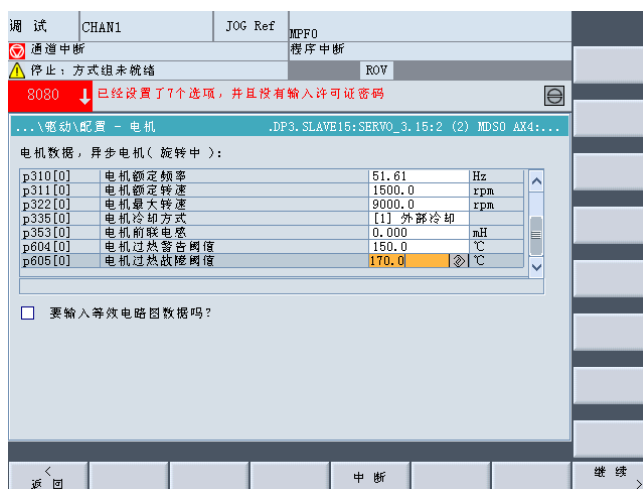 调 试 CHAN1 JOG Ref MPF0
通道中断 程序中断
停止：方式组未就绪 ROV
8080 ↓ 已经设置了7个选项，并且没有输入许可证密码
...\驱动\配置 - 电机 .DP3.SLAVE15:SERVO_3.15:2 (2) MDS0 AX4:...
电机数据，异步电机( 旋转中 )：
p310[0] 电机额定频率 51.61 Hz
p311[0] 电机额定转速 1500.0 rpm
p322[0] 电机最大转速 9000.0 rpm
p335[0] 电机冷却方式 [1] 外部冷却
p353[0] 电机前联电感 0.000 mH
p604[0] 电机过热警告阈值 150.0 ℃
p605[0] 电机过热故障阈值 170.0 ℃
要输入等效电路图数据吗？
< 返 回 中 断 继 续 >